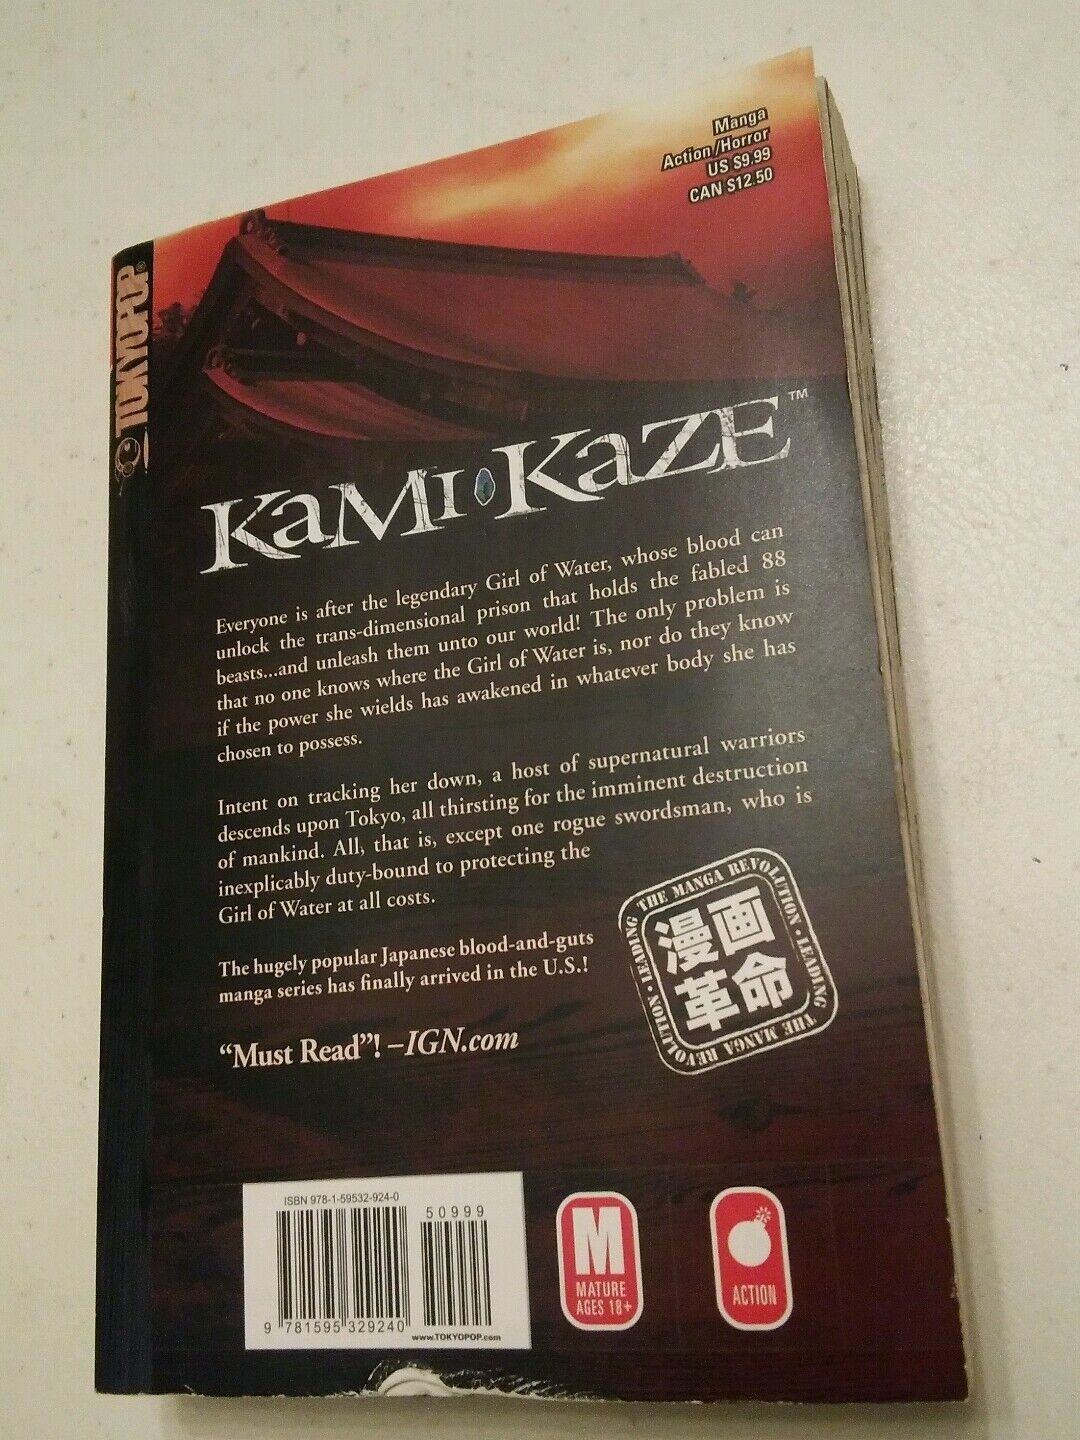 Manga
Action/Horror
US $9.99
CAN $12.50
TOKYOPOP®
KAMI•KAZE™
Everyone is after the legendary Girl of Water, whose blood can
unlock the trans-dimensional prison that holds the fabled 88
beasts...and unleash them unto our world! The only problem is
that no one knows where the Girl of Water is, nor do they know
if the power she wields has awakened in whatever body she has
chosen to possess.
Intent on tracking her down, a host of supernatural warriors
descends upon Tokyo, all thirsting for the imminent destruction
of mankind. All, that is, except one rogue swordsman, who is
inexplicably duty-bound to protecting the
Girl of Water at all costs.
The hugely popular Japanese blood-and-guts
manga series has finally arrived in the U.S.!
“Must Read”! –IGN.com
LEADING THE MANGA REVOLUTION • LEADING THE MANGA REVOLUTION •
漫画
革命
ISBN 978-1-59532-924-0
50999
9 781595 329240
www.TOKYOPOP.com
M
MATURE
AGES 18+
ACTION